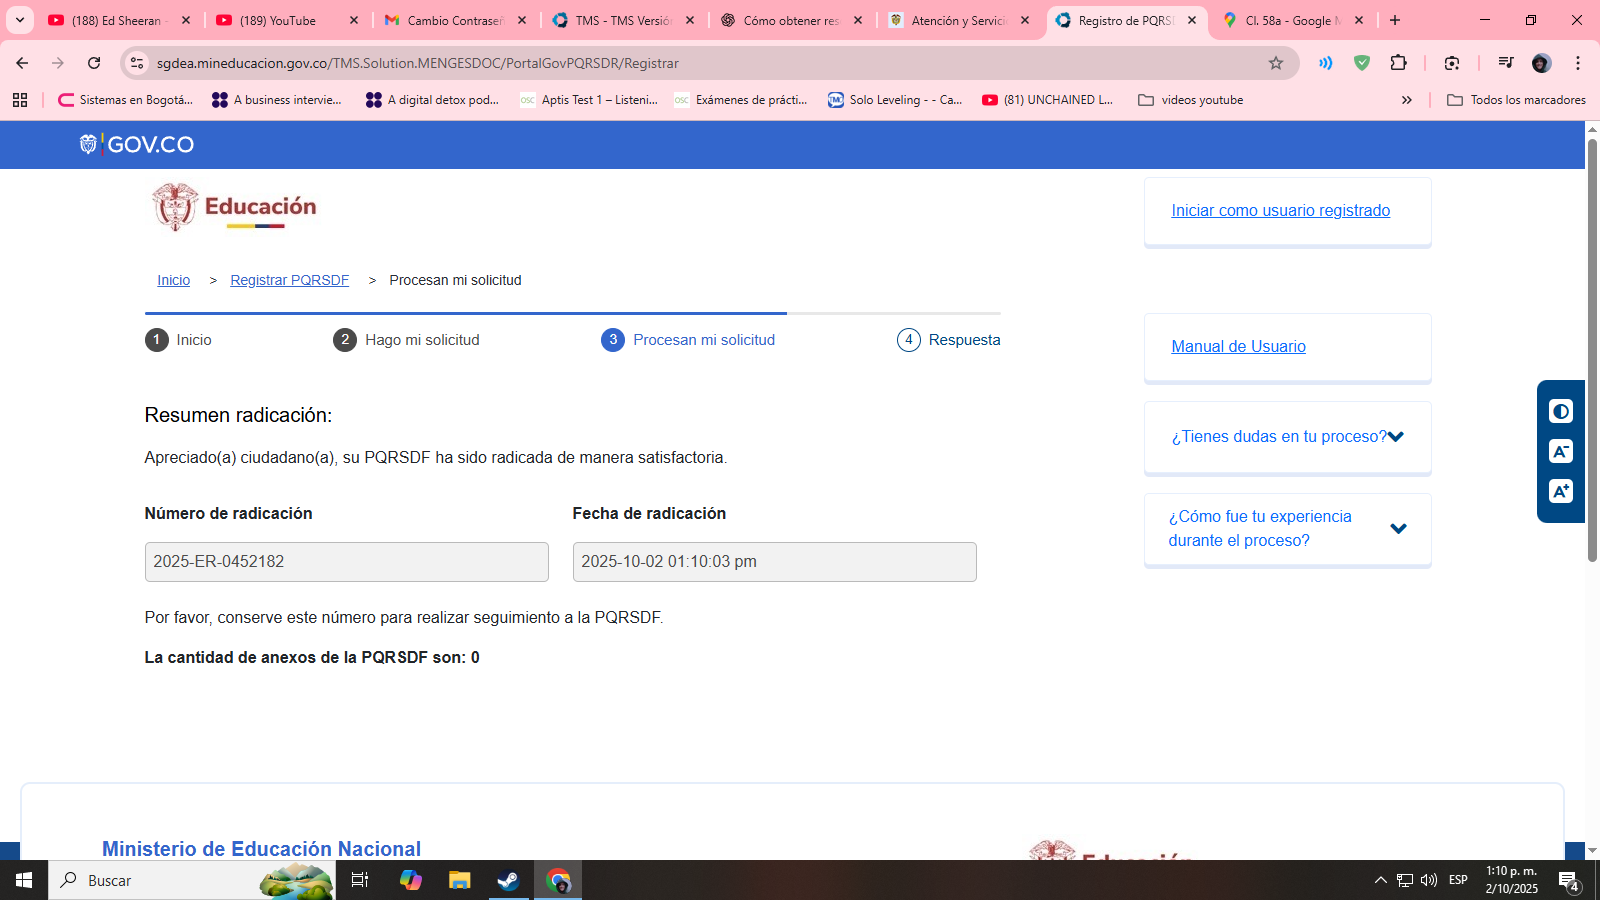 (188) Ed Sheeran -
(189) YouTube
Cambio Contraseñ
TMS - TMS Versión
Cómo obtener res
Atención y Servici
Registro de PQRS
Cl. 58a - Google M
sgdea.mineducacion.gov.co/TMS.Solution.MENGESDOC/PortalGovPQRSDR/Registrar
Sistemas en Bogotá...
A business intervie...
A digital detox pod...
OSC
Aptis Test 1 – Listeni...
OSC
Exámenes de prácti...
TMO
Solo Leveling - - Ca...
(81) UNCHAINED L...
videos youtube
»
Todos los marcadores
GOV.CO
Educación
Iniciar como usuario registrado
Inicio > Registrar PQRSDF > Procesan mi solicitud
1 Inicio
2 Hago mi solicitud
3 Procesan mi solicitud
4 Respuesta
Manual de Usuario
Resumen radicación:
¿Tienes dudas en tu proceso?
Apreciado(a) ciudadano(a), su PQRSDF ha sido radicada de manera satisfactoria.
A-
A+
Número de radicación
Fecha de radicación
¿Cómo fue tu experiencia
durante el proceso?
2025-ER-0452182
2025-10-02 01:10:03 pm
Por favor, conserve este número para realizar seguimiento a la PQRSDF.
La cantidad de anexos de la PQRSDF son: 0
Ministerio de Educación Nacional
Educación
Buscar
ESP
1:10 p. m.
2/10/2025
4